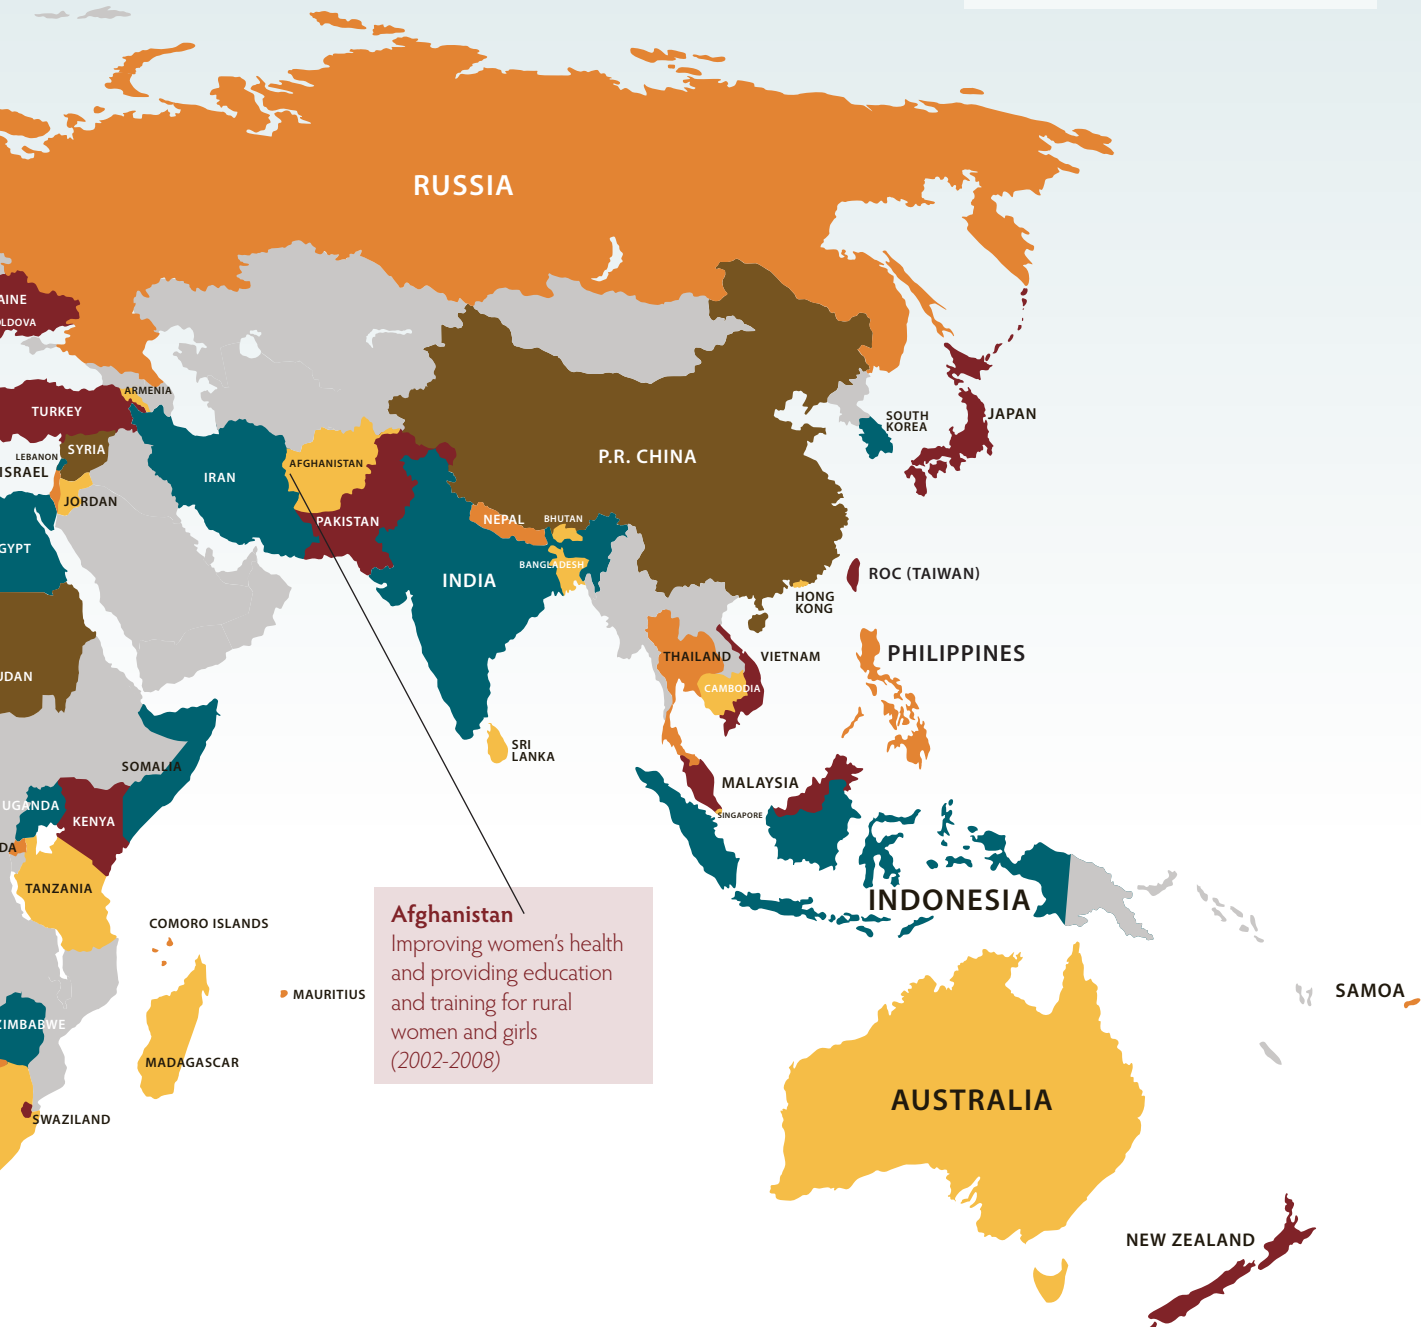 RUSSIA
AINE
LDOVA
ARMENIA
TURKEY
SYRIA
LEBANON
ISRAEL
JORDAN
IRAN
AFGHANISTAN
PAKISTAN
P.R. CHINA
SOUTH
KOREA
JAPAN
NEPAL
BHUTAN
BANGLADESH
INDIA
GYPT
HONG
KONG
ROC (TAIWAN)
THAILAND
VIETNAM
CAMBODIA
PHILIPPINES
UDAN
SRI
LANKA
SOMALIA
MALAYSIA
SINGAPORE
UGANDA
KENYA
DA
TANZANIA
INDONESIA
COMORO ISLANDS
MAURITIUS
Afghanistan
Improving women’s health
and providing education
and training for rural
women and girls
(2002-2008)
SAMOA
ZIMBABWE
MADAGASCAR
AUSTRALIA
SWAZILAND
NEW ZEALAND